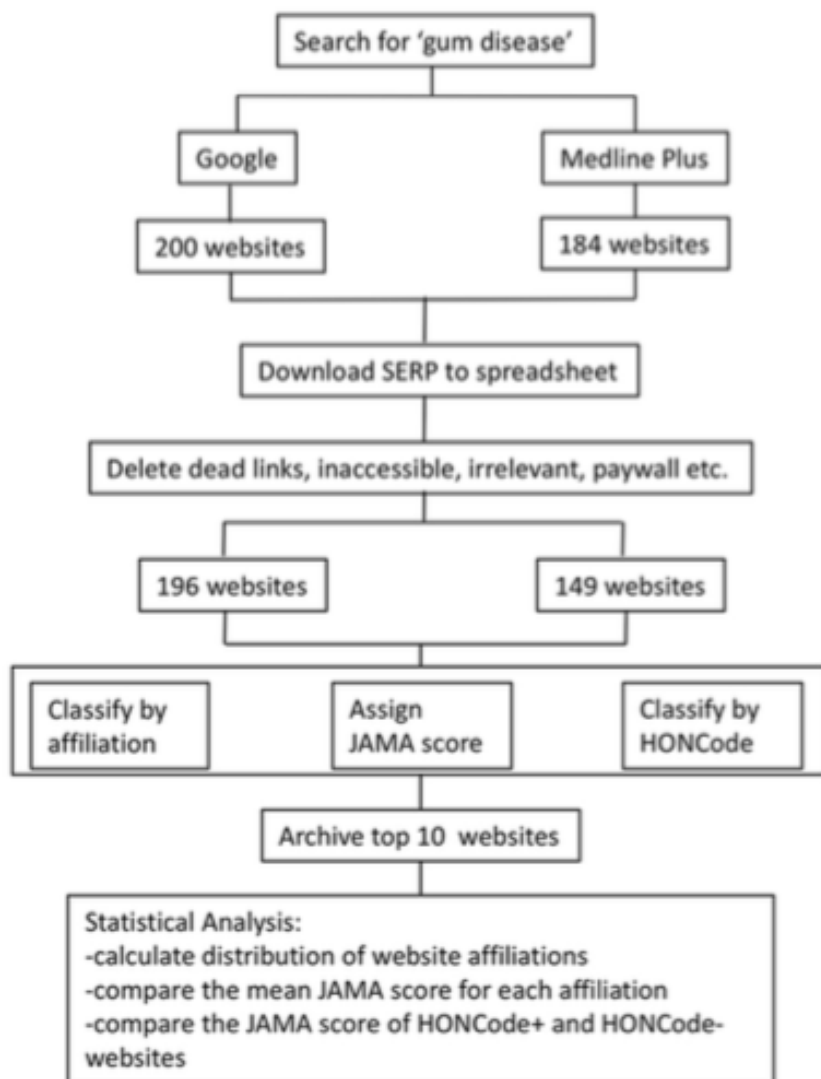 Search for ‘gum disease’
Google
Medline Plus
200 websites
184 websites
Download SERP to spreadsheet
Delete dead links, inaccessible, irrelevant, paywall etc.
196 websites
149 websites
Classify by
affiliation
Assign
JAMA score
Classify by
HONCode
Archive top 10 websites
Statistical Analysis:
-calculate distribution of website affiliations
-compare the mean JAMA score for each affiliation
-compare the JAMA score of HONCode+ and HONCode-
websites